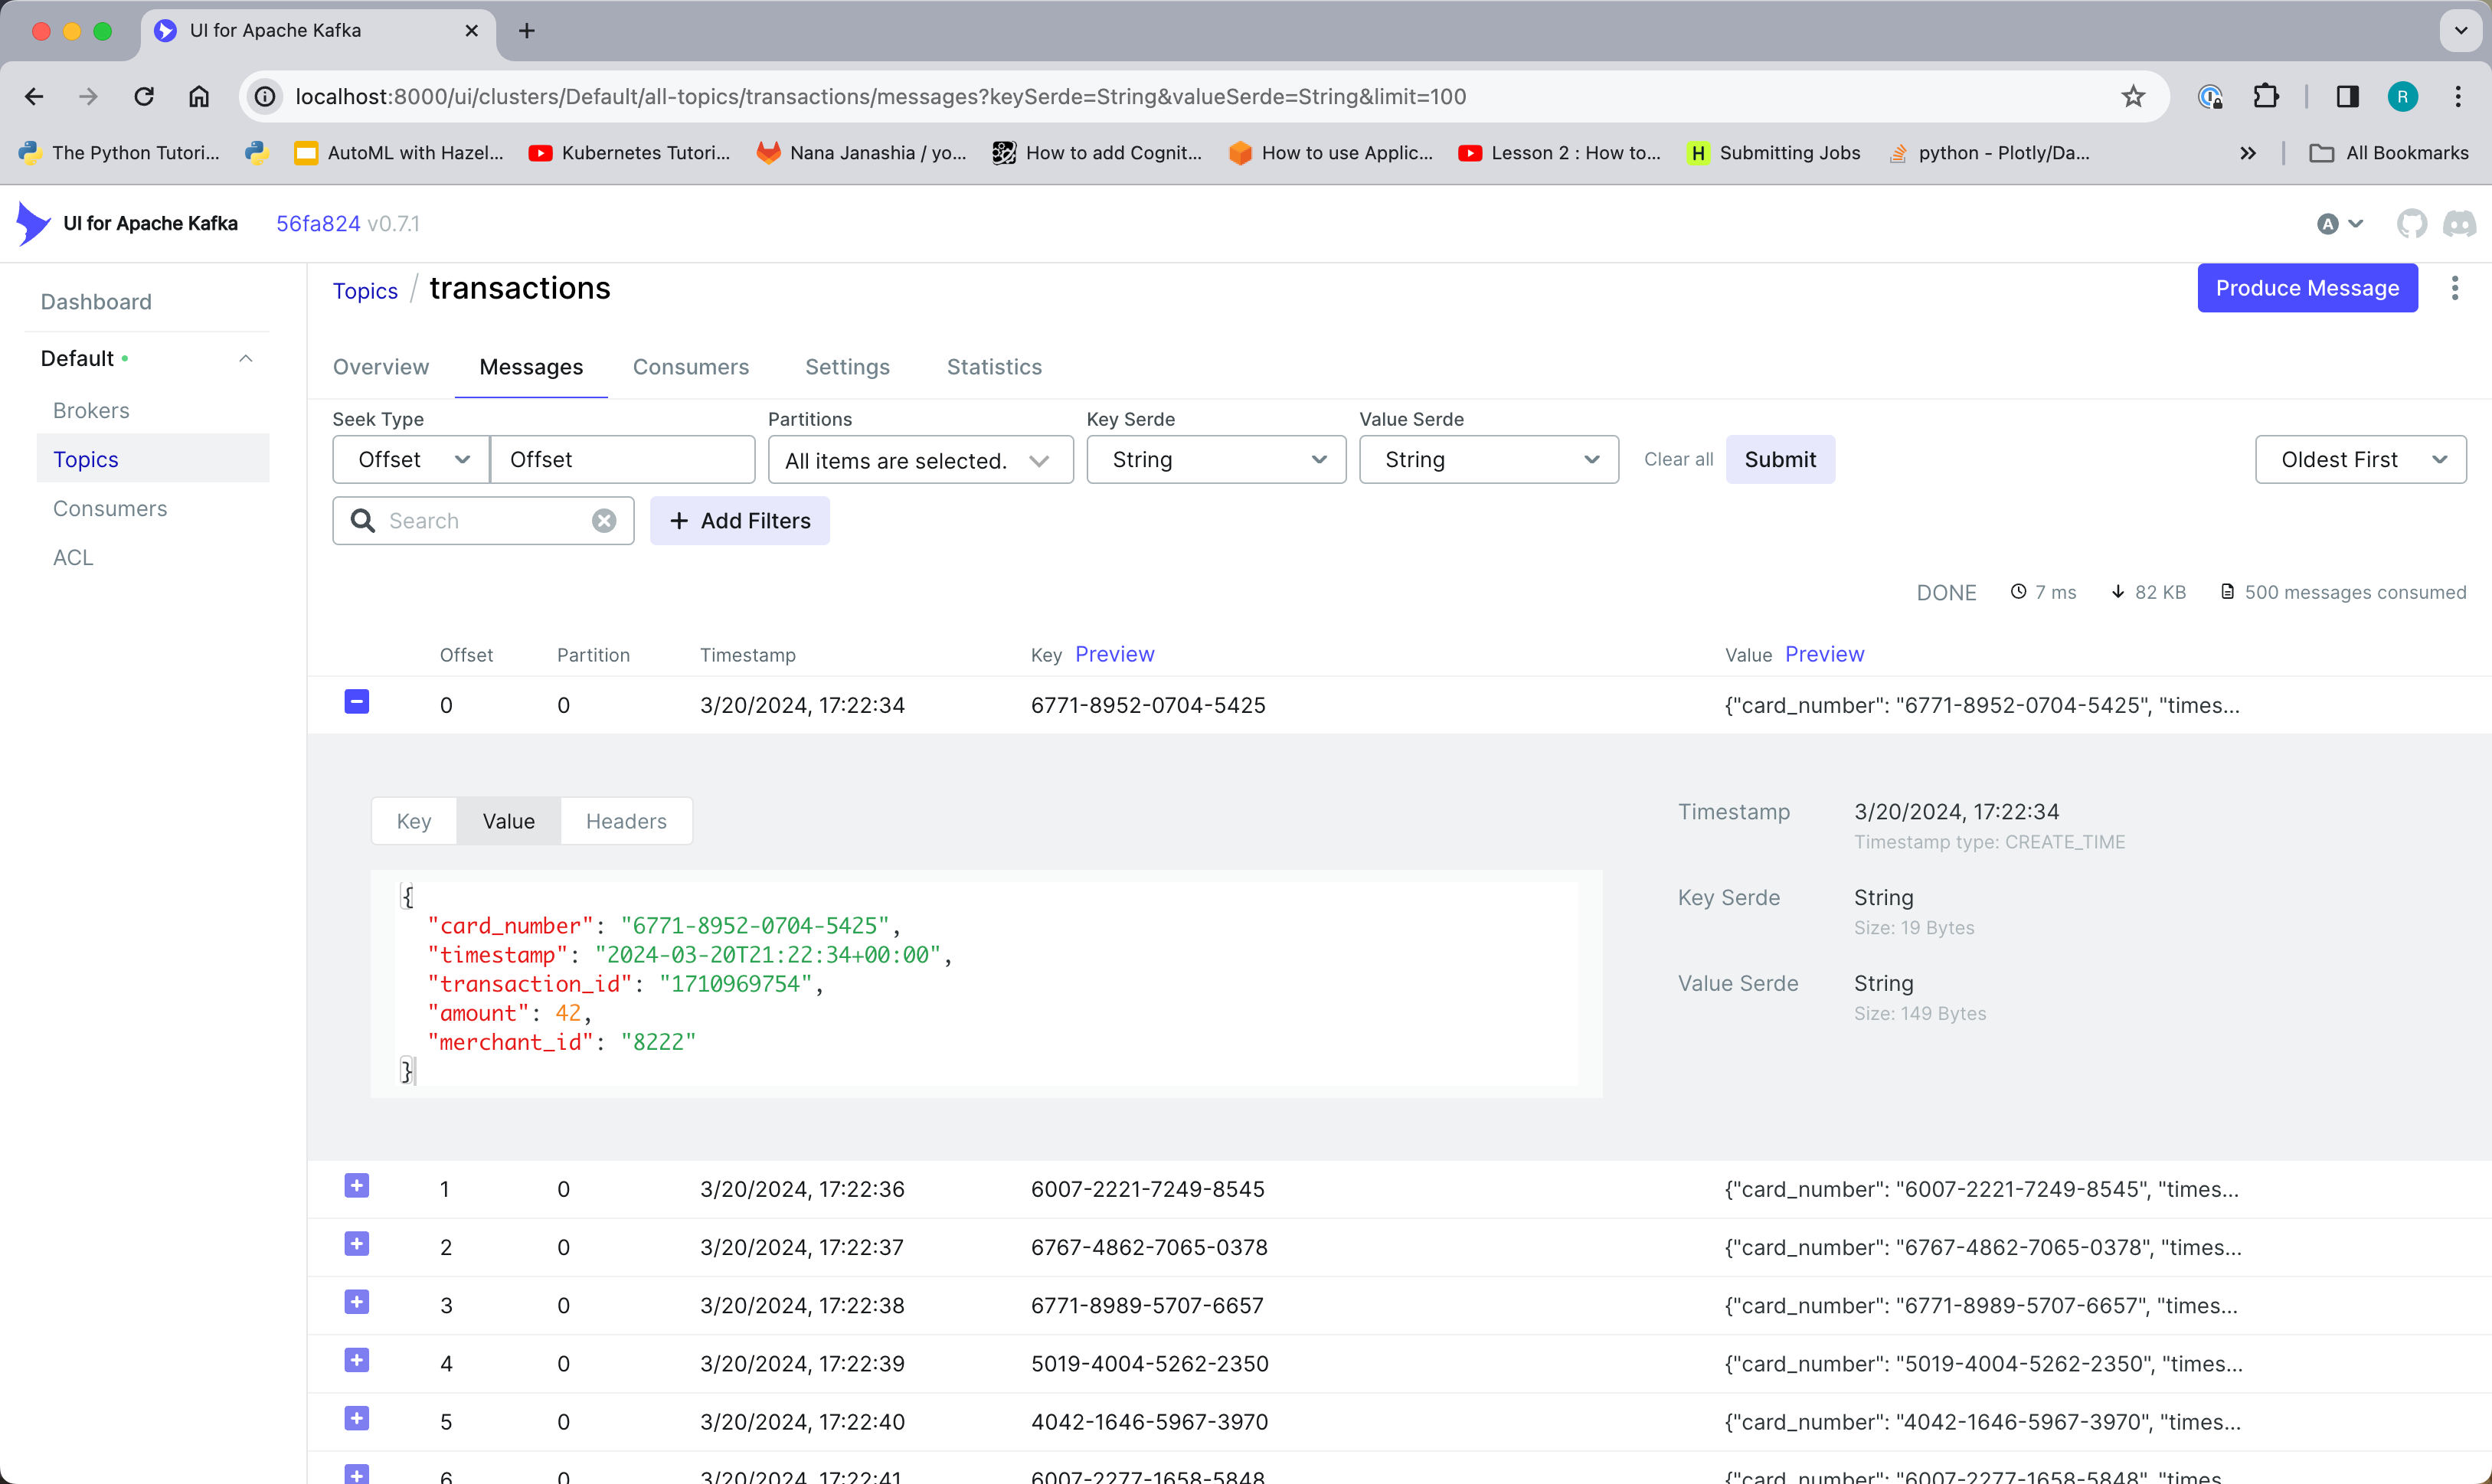 UI for Apache Kafka
localhost:8000/ui/clusters/Default/all-topics/transactions/messages?keySerde=String&valueSerde=String&limit=100
R
The Python Tutori... AutoML with Hazel... Kubernetes Tutori... Nana Janashia / yo... How to add Cognit... How to use Applic... Lesson 2 : How to... H Submitting Jobs python - Plotly/Da... All Bookmarks
UI for Apache Kafka 56fa824 v0.7.1 A
Dashboard
Default
Brokers
Topics
Consumers
ACL
Topics / transactions Produce Message
Overview Messages Consumers Settings Statistics
Seek Type Partitions Key Serde Value Serde
Offset Offset All items are selected. String String Clear all Submit Oldest First
Search + Add Filters
DONE 7 ms 82 KB 500 messages consumed
Offset Partition Timestamp Key Preview Value Preview
0 0 3/20/2024, 17:22:34 6771-8952-0704-5425 {"card_number": "6771-8952-0704-5425", "times...
Key Value Headers
{
"card_number": "6771-8952-0704-5425",
"timestamp": "2024-03-20T21:22:34+00:00",
"transaction_id": "1710969754",
"amount": 42,
"merchant_id": "8222"
}
Timestamp 3/20/2024, 17:22:34
Timestamp type: CREATE_TIME
Key Serde String
Size: 19 Bytes
Value Serde String
Size: 149 Bytes
1 0 3/20/2024, 17:22:36 6007-2221-7249-8545 {"card_number": "6007-2221-7249-8545", "times...
2 0 3/20/2024, 17:22:37 6767-4862-7065-0378 {"card_number": "6767-4862-7065-0378", "times...
3 0 3/20/2024, 17:22:38 6771-8989-5707-6657 {"card_number": "6771-8989-5707-6657", "times...
4 0 3/20/2024, 17:22:39 5019-4004-5262-2350 {"card_number": "5019-4004-5262-2350", "times...
5 0 3/20/2024, 17:22:40 4042-1646-5967-3970 {"card_number": "4042-1646-5967-3970", "times...
6 0 3/20/2024, 17:22:41 6007-2277-1658-5848 {"card_number": "6007-2277-1658-5848", "times...